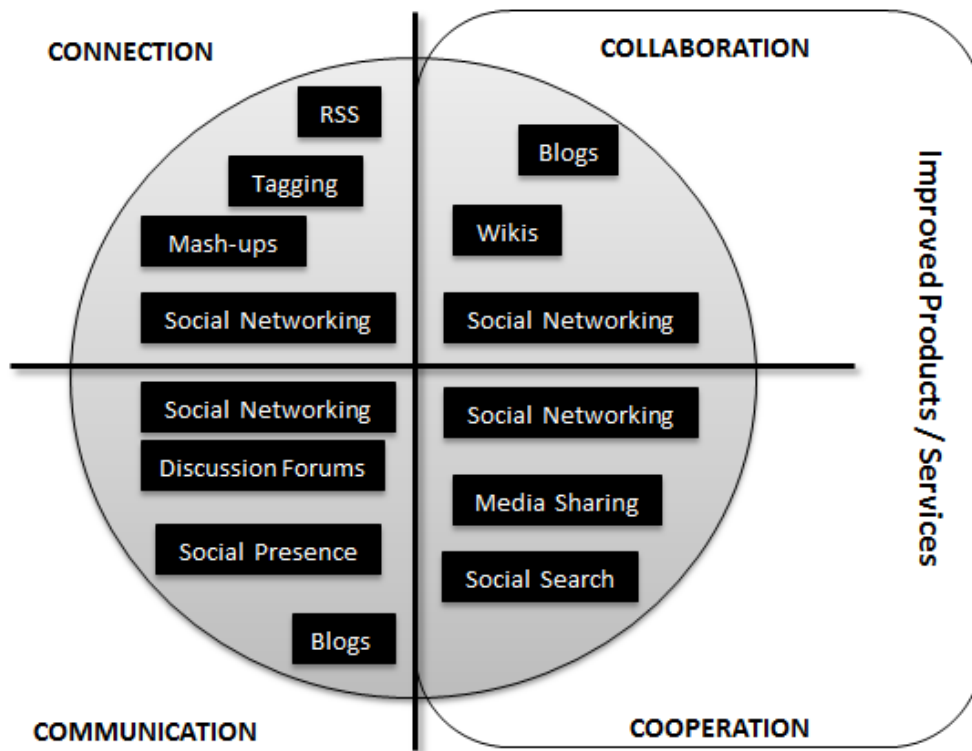 CONNECTION
RSS
Tagging
Mash-ups
Social Networking
COLLABORATION
Blogs
Wikis
Social Networking
Social Networking
Discussion Forums
Social Presence
Blogs
COMMUNICATION
Social Networking
Media Sharing
Social Search
COOPERATION
Improved Products / Services